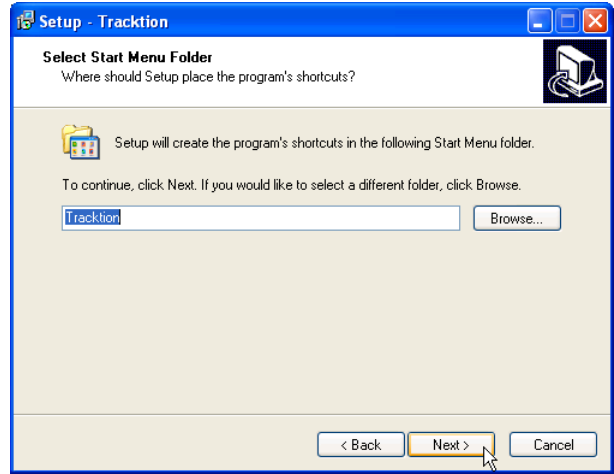 Setup - Tracktion
Select Start Menu Folder
Where should Setup place the program's shortcuts?
Setup will create the program's shortcuts in the following Start Menu folder.
To continue, click Next. If you would like to select a different folder, click Browse.
Tracktion
Browse...
< Back
Next >
Cancel